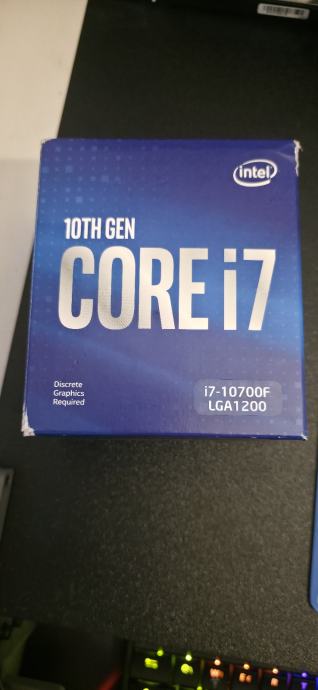 intel
10TH GEN
CORE i7
Discrete
Graphics
Required
i7-10700F
LGA1200